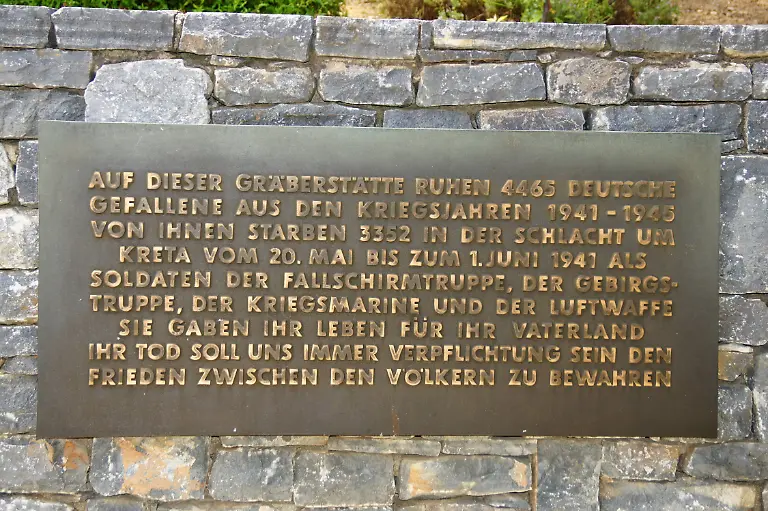 AUF DIESER GRÄBERSTÄTTE RUHEN 4465 DEUTSCHE
GEFALLENE AUS DEN KRIEGSJAHREN 1941 - 1945
VON IHNEN STARBEN 3352 IN DER SCHLACHT UM
KRETA VOM 20. MAI BIS ZUM 1. JUNI 1941 ALS
SOLDATEN DER FALLSCHIRMTRUPPE, DER GEBIRGS-
TRUPPE, DER KRIEGSMARINE UND DER LUFTWAFFE
SIE GABEN IHR LEBEN FÜR IHR VATERLAND
IHR TOD SOLL UNS IMMER VERPFLICHTUNG SEIN DEN
FRIEDEN ZWISCHEN DEN VÖLKERN ZU BEWAHREN